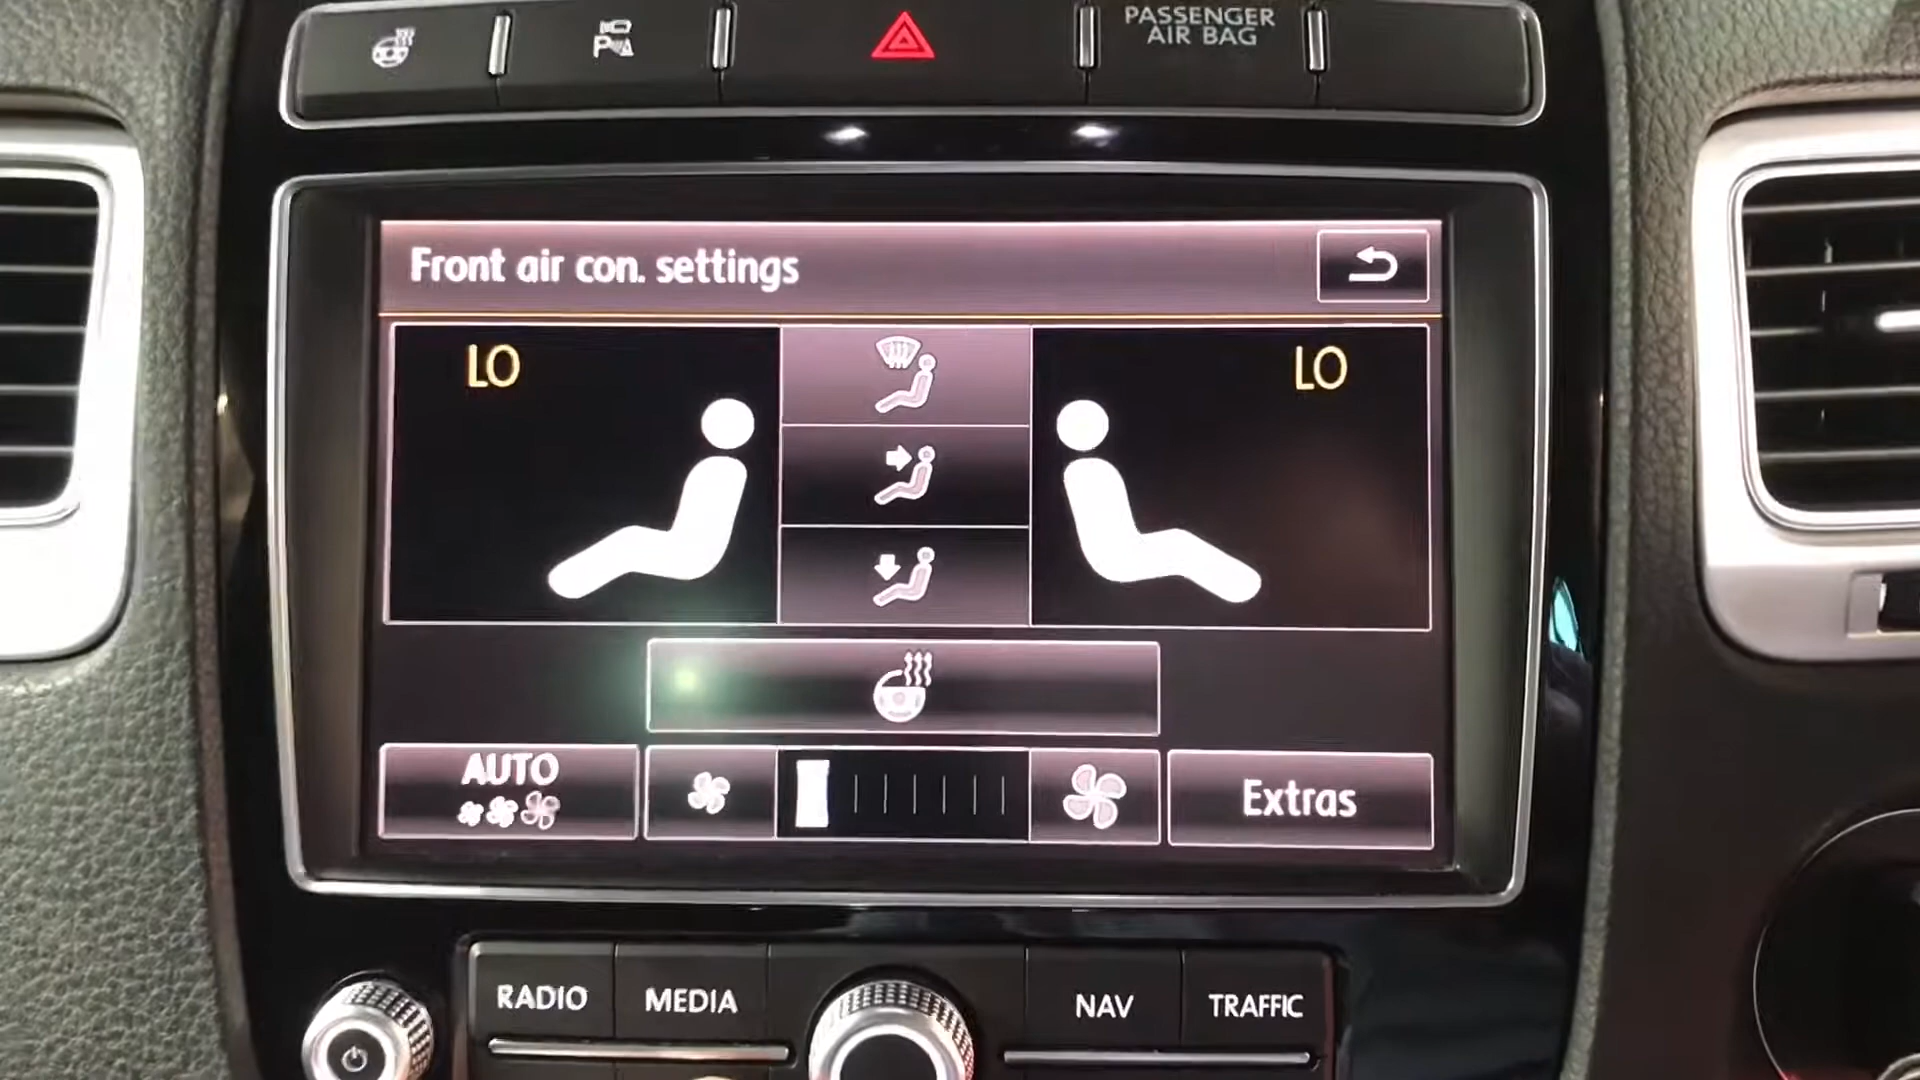 PASSENGER
AIR BAG
P
Front air con. settings
LO
LO
AUTO
Extras
RADIO
MEDIA
NAV
TRAFFIC